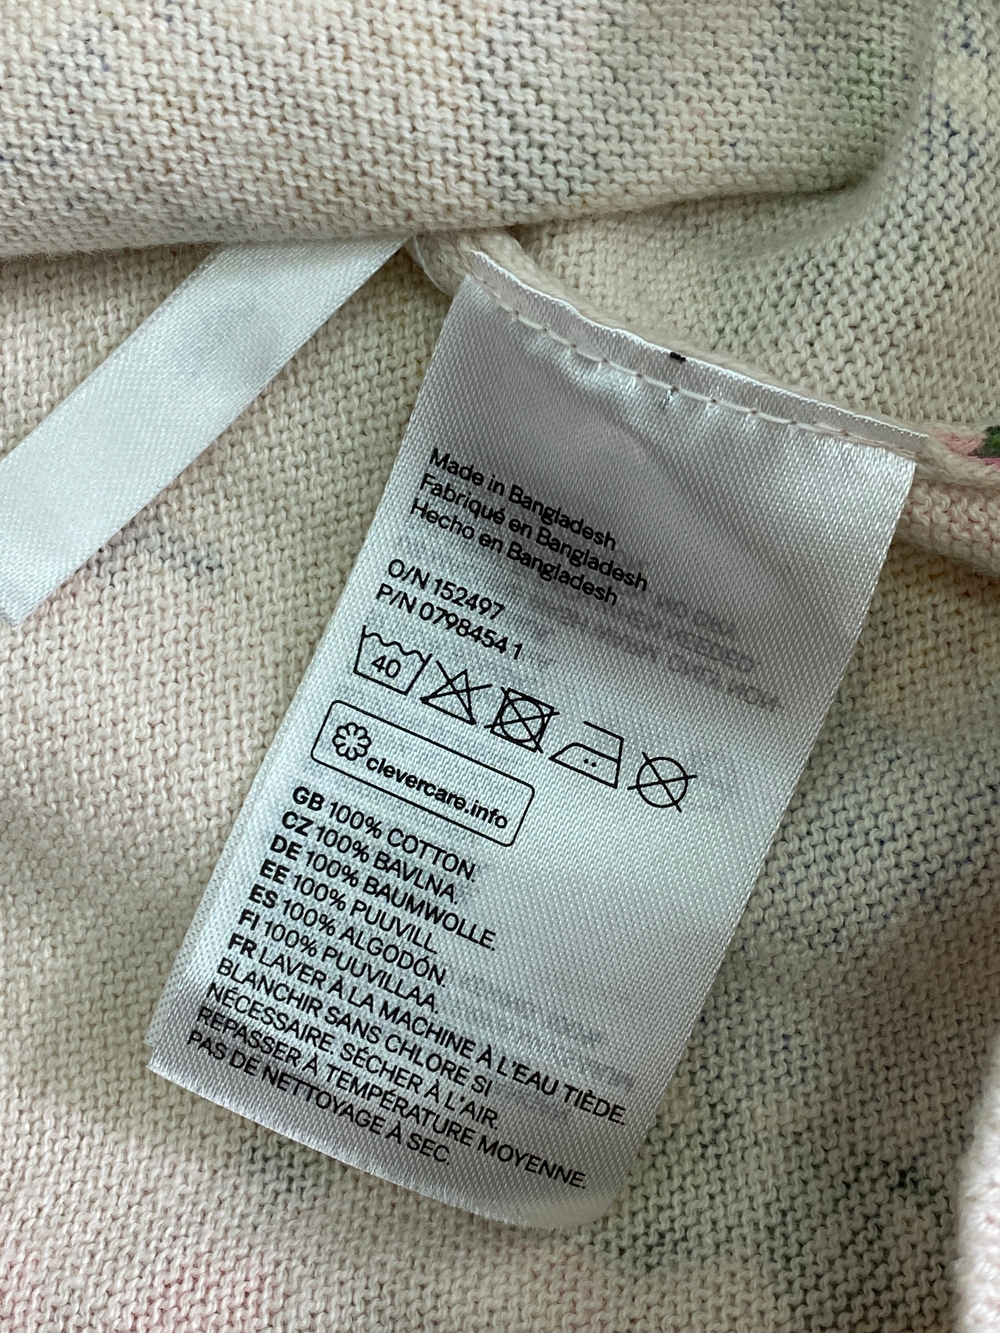 Made in Bangladesh
Fabriqué en Bangladesh
Hecho en Bangladesh
O/N 152497
P/N 0798454 1
40
clevercare.info
GB 100% COTTON.
CZ 100% BAVLNA.
DE 100% BAUMWOLLE.
EE 100% PUUVILL.
ES 100% ALGODÓN.
FI 100% PUUVILLAA.
FR LAVER À LA MACHINE À L'EAU TIÈDE.
BLANCHIR SANS CHLORE SI
NÉCESSAIRE. SÉCHER À L'AIR.
REPASSER À TEMPÉRATURE MOYENNE.
PAS DE NETTOYAGE À SEC.